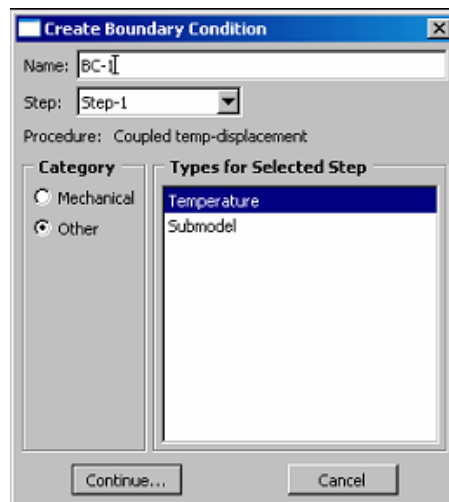 Create Boundary Condition
Name: BC-1
Step: Step-1
Procedure: Coupled temp-displacement
Category
Mechanical
Other
Types for Selected Step
Temperature
Submodel
Continue...
Cancel